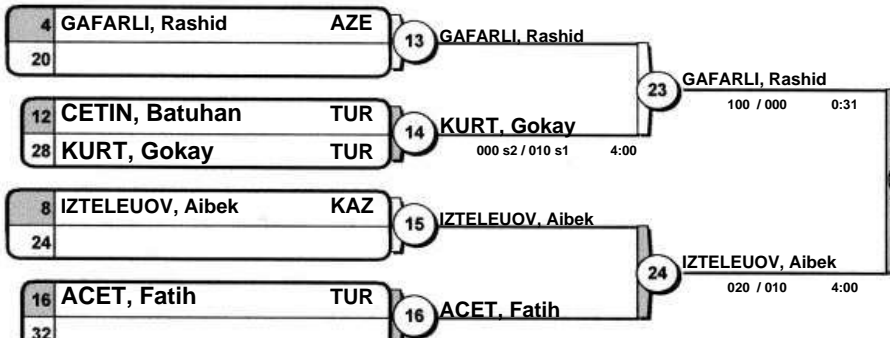 4 GAFARLI, Rashid AZE
20
13 GAFARLI, Rashid
12 CETIN, Batuhan TUR
28 KURT, Gokay TUR
14 KURT, Gokay
000 s2 / 010 s1 4:00
23 GAFARLI, Rashid
100 / 000 0:31
8 IZTELEUOV, Aibek KAZ
24
15 IZTELEUOV, Aibek
16 ACET, Fatih TUR
32
16 ACET, Fatih
24 IZTELEUOV, Aibek
020 / 010 4:00